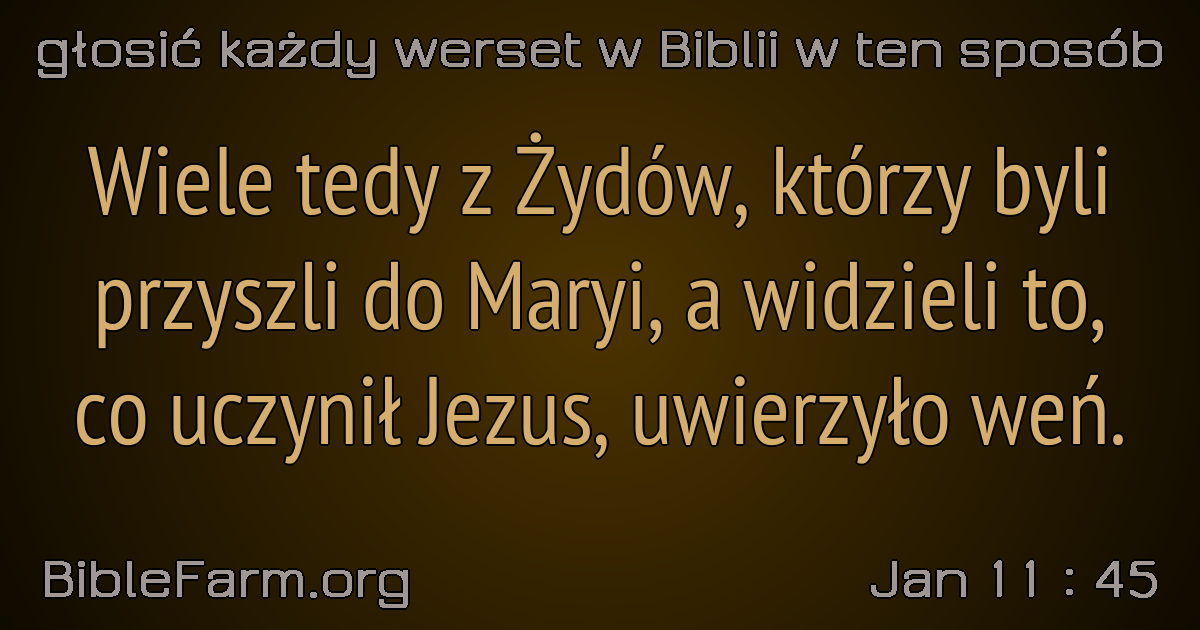 głosić każdy werset w Biblii w ten sposób
Wiele tedy z Żydów, którzy byli
przyszli do Maryi, a widzieli to,
co uczynił Jezus, uwierzyło weń.
BibleFarm.org
Jan 11 : 45